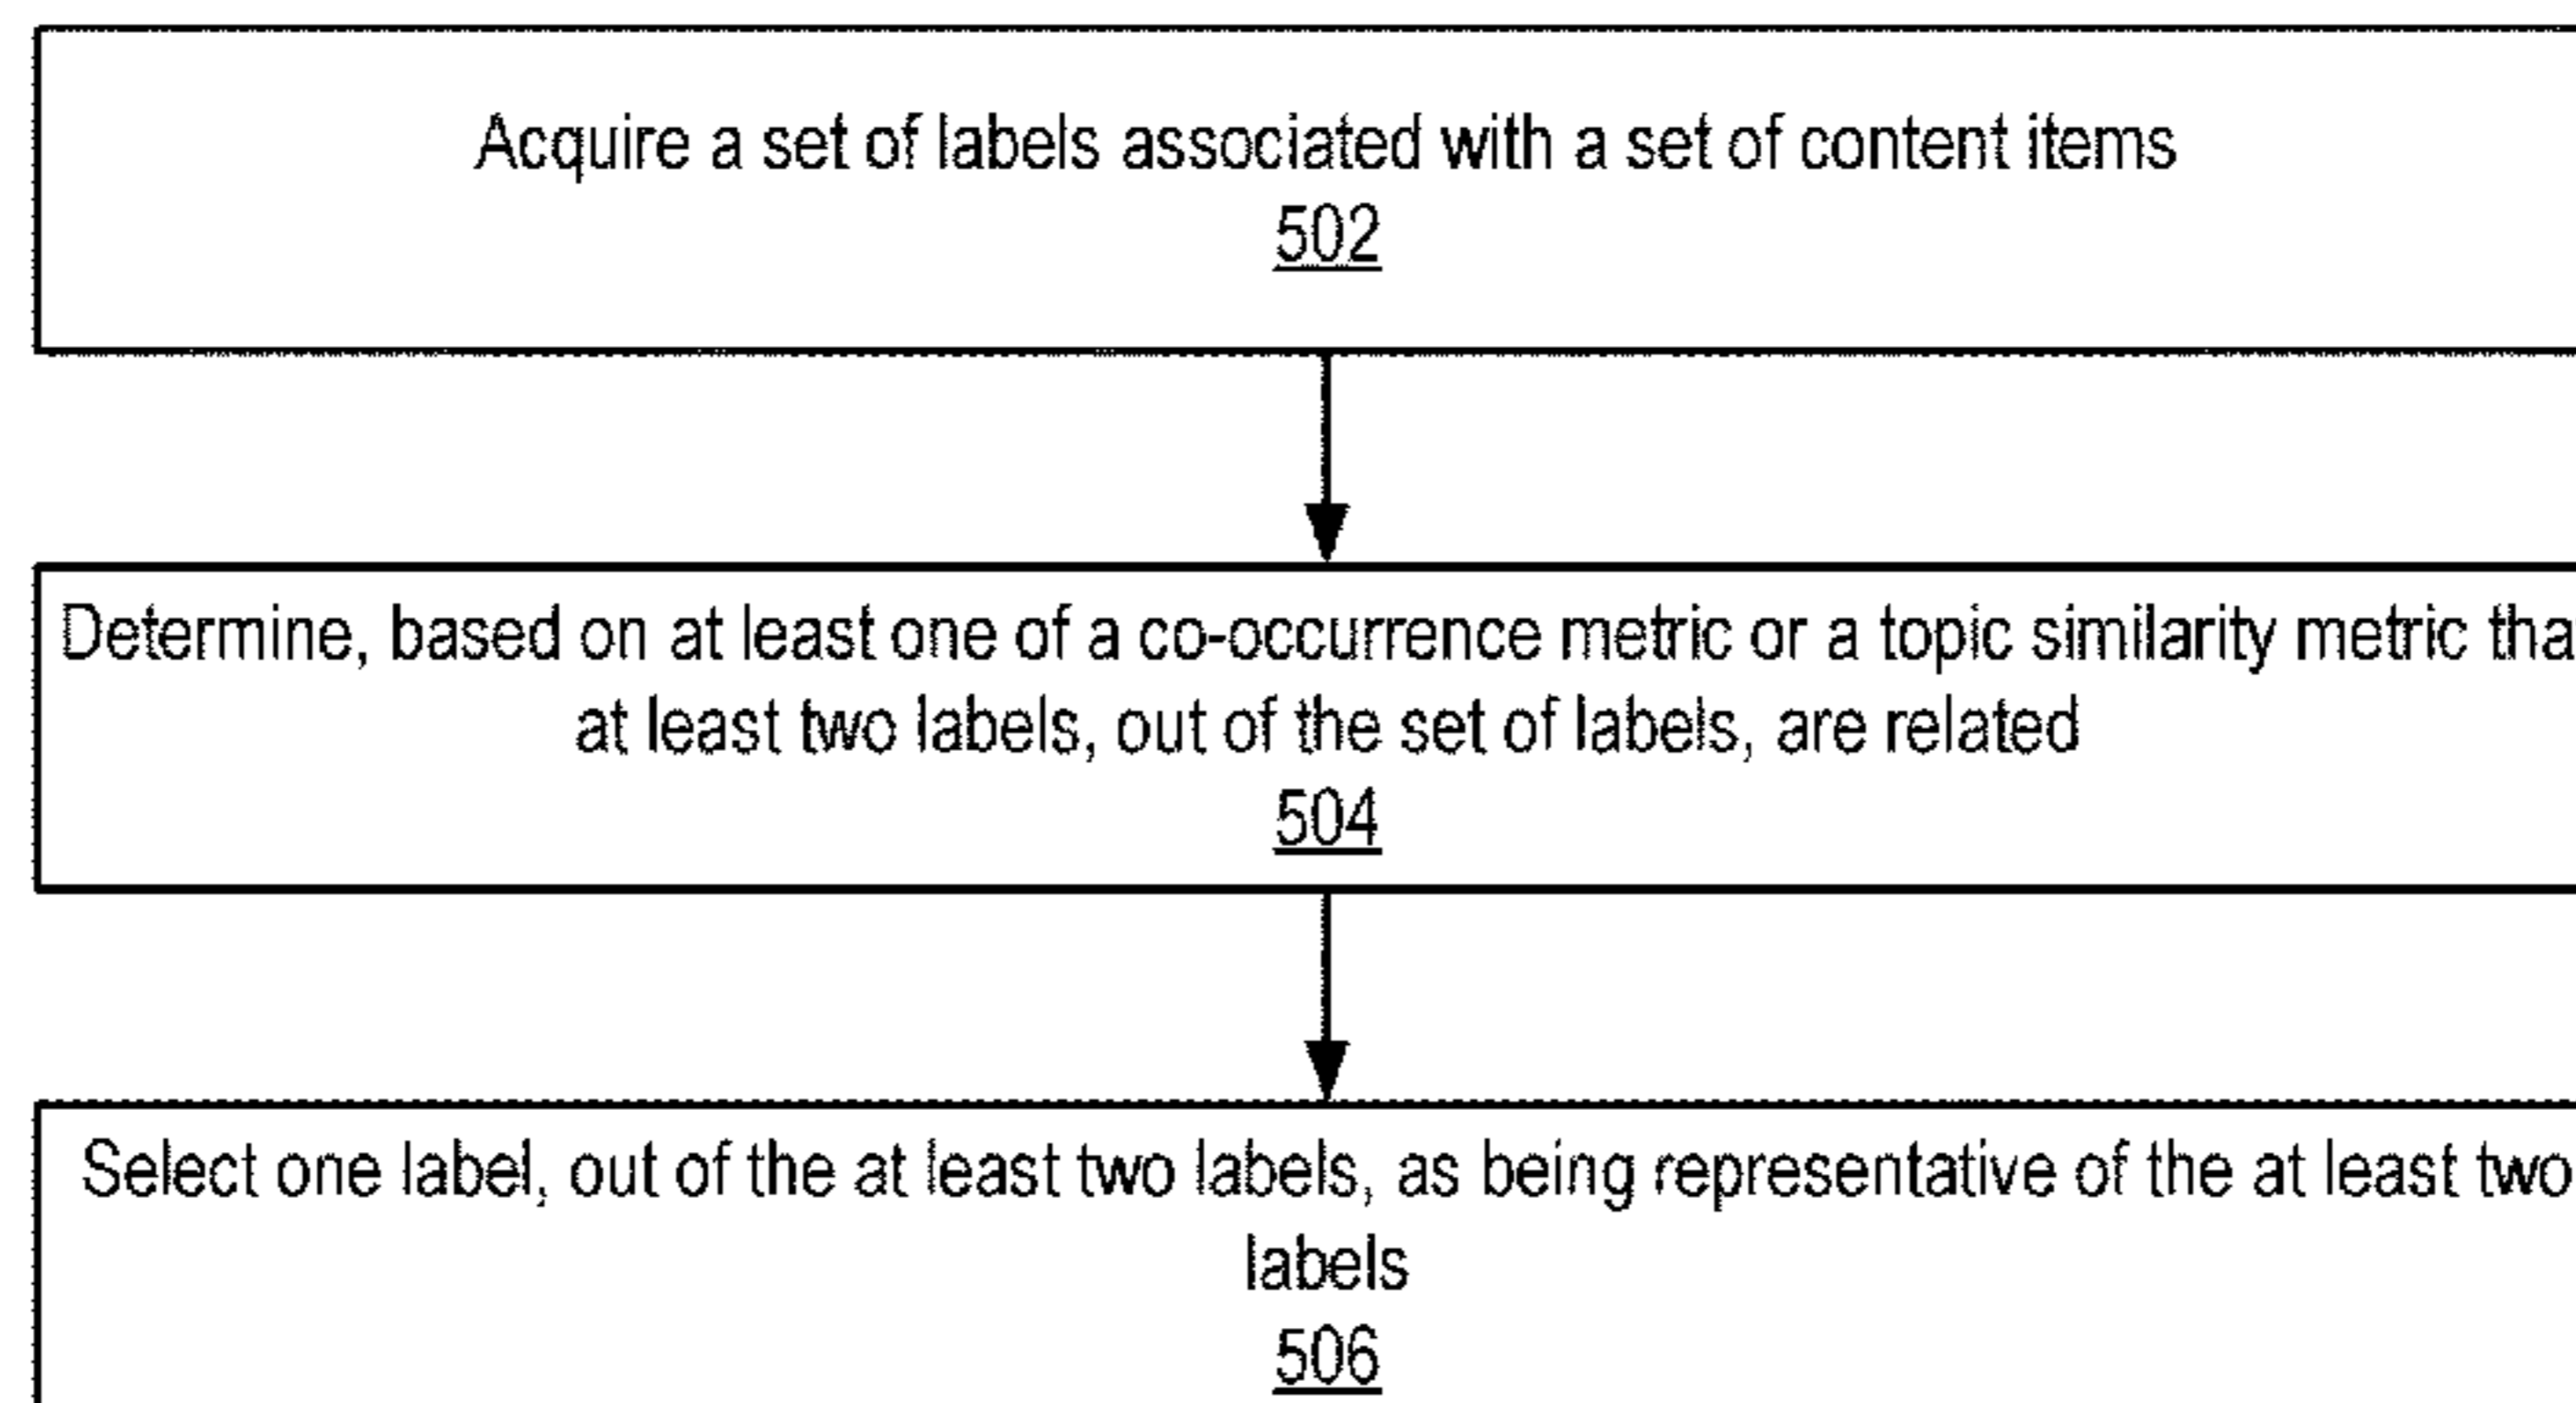 Acquire a set of labels associated with a set of content items
502
Determine, based on at least one of a co-occurrence metric or a topic similarity metric tha
at least two labels, out of the set of labels, are related
504
Select one label, out of the at least two labels, as being representative of the at least two
labels
506